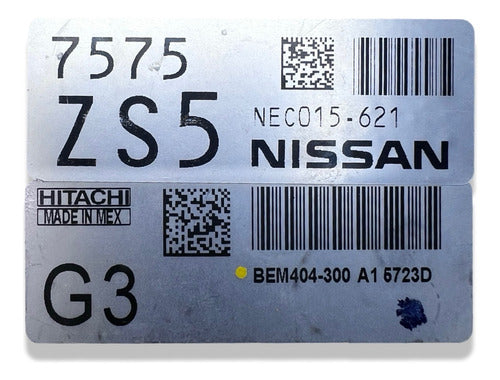 7575
ZS5
NEC015-621
NISSAN
HITACHI
MADE IN MEX
G3
BEM404-300 A1 5723D